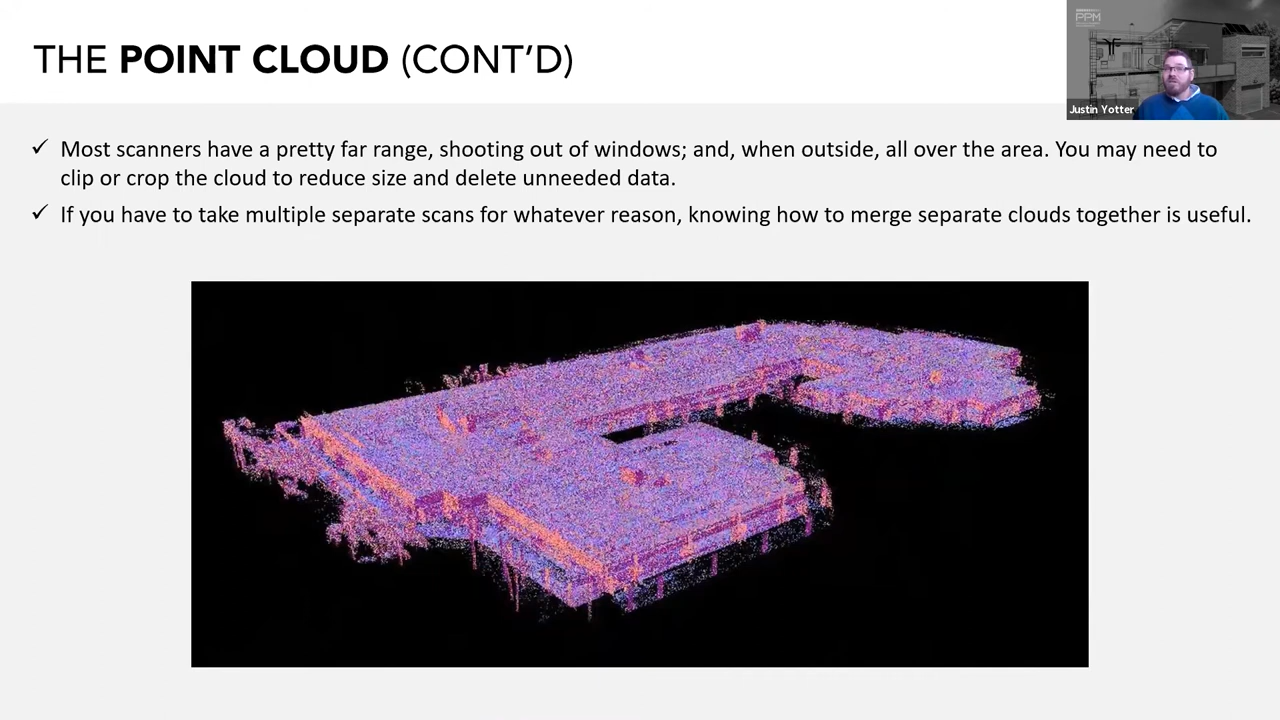 THE POINT CLOUD (CONT’D)
PPM
Justin Yotter
✓ Most scanners have a pretty far range, shooting out of windows; and, when outside, all over the area. You may need to
clip or crop the cloud to reduce size and delete unneeded data.
✓ If you have to take multiple separate scans for whatever reason, knowing how to merge separate clouds together is useful.